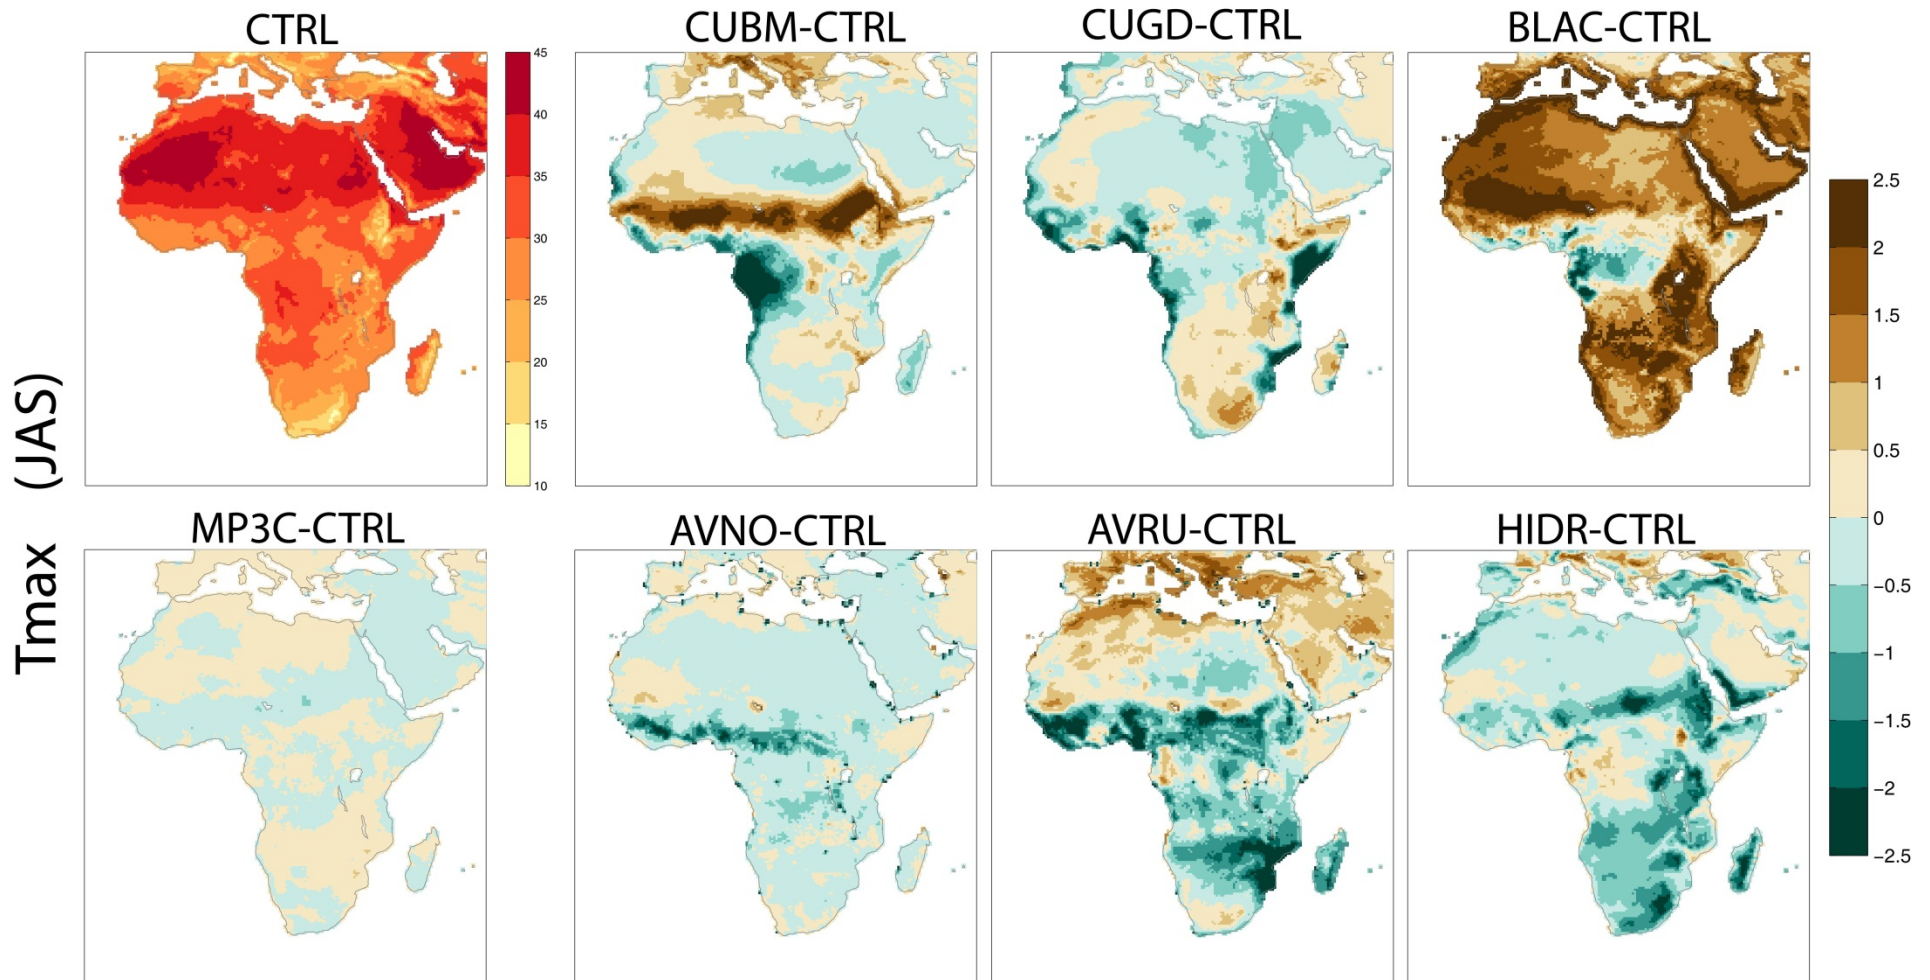 CTRL
CUBM-CTRL
CUGD-CTRL
BLAC-CTRL
45
40
35
30
25
20
15
10
MP3C-CTRL
AVNO-CTRL
AVRU-CTRL
HIDR-CTRL
2.5
2
1.5
1
0.5
0
−0.5
−1
−1.5
−2
−2.5
Tmax (JAS)